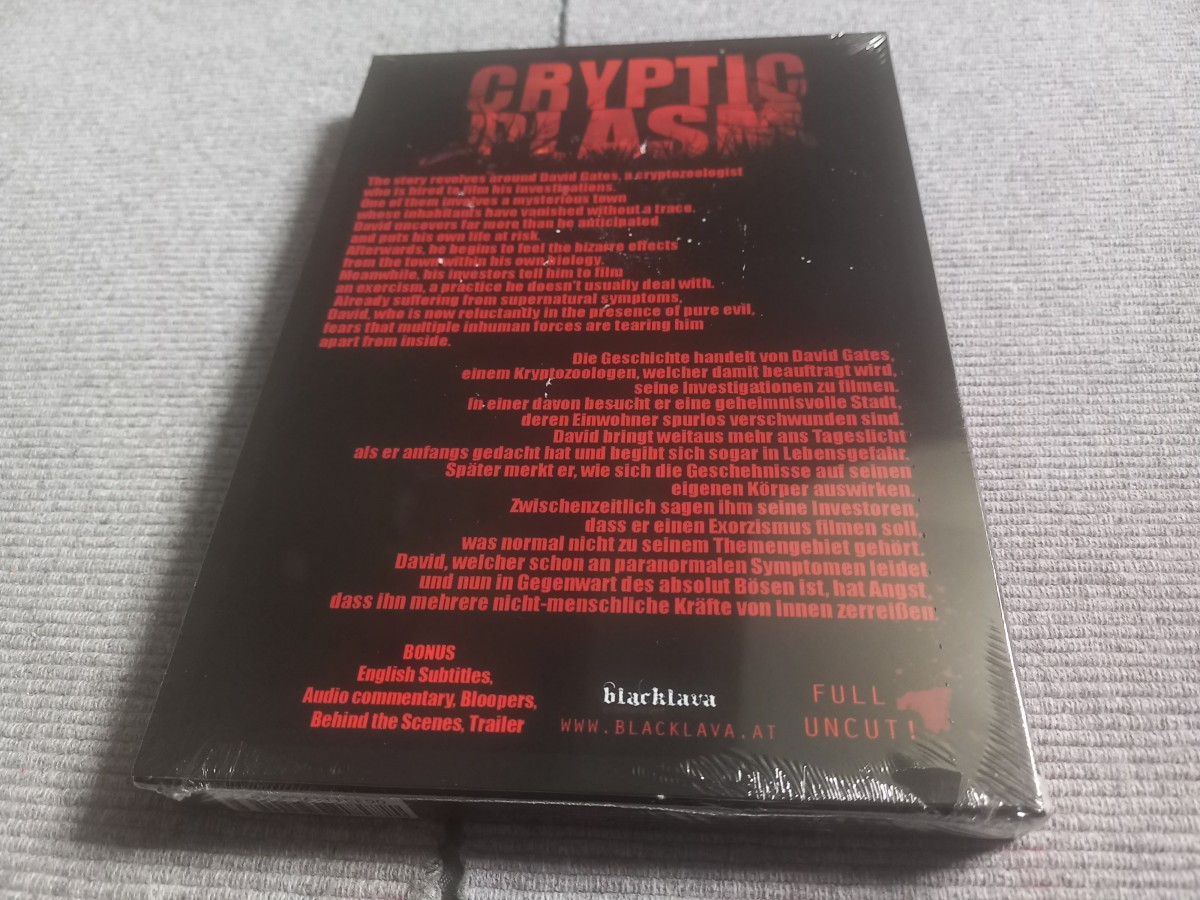 CRYPTIC
PLASM
The story revolves around David Gates, a cryptozoologist
who is hired to film his investigations.
One of them involves a mysterious town
whose inhabitants have vanished without a trace.
David uncovers far more than he anticipated
and puts his own life at risk.
Afterwards, he begins to feel the bizarre effects
from the town within his own biology.
Meanwhile, his investors tell him to film
an exorcism, a practice he doesn't usually deal with.
Already suffering from supernatural symptoms,
David, who is now reluctantly in the presence of pure evil,
fears that multiple inhuman forces are tearing him
apart from inside.
Die Geschichte handelt von David Gates,
einem Kryptozoologen, welcher damit beauftragt wird,
seine Investigationen zu filmen.
In einer davon besucht er eine geheimnisvolle Stadt,
deren Einwohner spurlos verschwunden sind.
David bringt weitaus mehr ans Tageslicht
als er anfangs gedacht hat und begibt sich sogar in Lebensgefahr.
Später merkt er, wie sich die Geschehnisse auf seinen
eigenen Körper auswirken.
Zwischenzeitlich sagen ihm seine Investoren,
dass er einen Exorzismus filmen soll,
was normal nicht zu seinem Themengebiet gehört.
David, welcher schon an paranormalen Symptomen leidet
und nun in Gegenwart des absolut Bösen ist, hat Angst,
dass ihn mehrere nicht-menschliche Kräfte von innen zerreißen.
BONUS
English Subtitles,
Audio commentary, Bloopers,
Behind the Scenes, Trailer
blacklava
WWW.BLACKLAVA.AT
FULL
UNCUT!